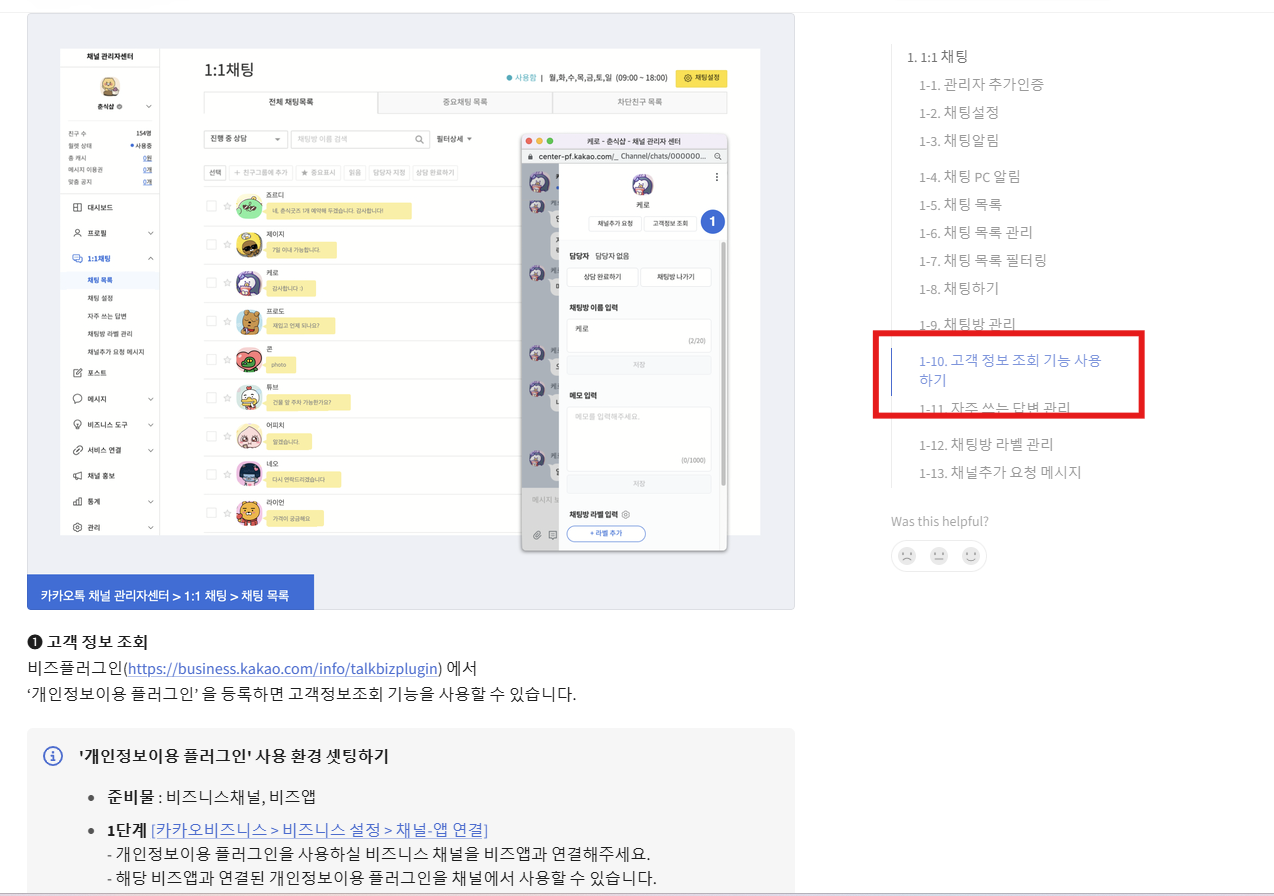 채널 관리자센터
춘식샵
친구 수 154명
월렛 상태 사용중
총 캐시 0원
메시지 이용권 0개
맞춤 공지 0개
대시보드
프로필
1:1채팅
채팅 목록
채팅 설정
자주 쓰는 답변
채팅방 라벨 관리
채널추가 요청 메시지
포스트
메시지
비즈니스 도구
서비스 연결
채널 홍보
통계
관리
1:1채팅
사용함 | 월,화,수,목,금,토,일 (09:00 ~ 18:00) 채팅설정
전체 채팅목록 중요채팅 목록 차단친구 목록
진행 중 상담 채팅방 이름 검색 필터상세
선택 + 친구그룹에 추가 ★ 중요표시 읽음 담당자 지정 상담 완료하기
죠르디
네, 춘식굿즈 1개 예약해 두겠습니다. 감사합니다!
제이지
7일 이내 가능합니다.
케로
감사합니다 :)
프로도
재입고 언제 되나요?
콘
photo
튜브
건물 앞 주차 가능한가요?
어피치
알겠습니다.
네오
다시 연락드리겠습니다
라이언
가격이 궁금해요
케로 - 춘식샵 - 채널 관리자 센터
center-pf.kakao.com/_ Channel/chats/000000...
케로
채널추가 요청 고객정보 조회 1
담당자 담당자 없음
상담 완료하기 채팅방 나가기
채팅방 이름 입력
케로
(2/20)
저장
메모 입력
메모를 입력해주세요.
(0/1000)
저장
채팅방 라벨 입력
+ 라벨 추가
카카오톡 채널 관리자센터 > 1:1 채팅 > 채팅 목록
❶ 고객 정보 조회
비즈플러그인(https://business.kakao.com/info/talkbizplugin) 에서
‘개인정보이용 플러그인’ 을 등록하면 고객정보조회 기능을 사용할 수 있습니다.
'개인정보이용 플러그인' 사용 환경 셋팅하기
• 준비물 : 비즈니스채널, 비즈앱
• 1단계 [카카오비즈니스 > 비즈니스 설정 > 채널-앱 연결]
- 개인정보이용 플러그인을 사용하실 비즈니스 채널을 비즈앱과 연결해주세요.
- 해당 비즈앱과 연결된 개인정보이용 플러그인을 채널에서 사용할 수 있습니다.
1. 1:1 채팅
1-1. 관리자 추가인증
1-2. 채팅설정
1-3. 채팅알림
1-4. 채팅 PC 알림
1-5. 채팅 목록
1-6. 채팅 목록 관리
1-7. 채팅 목록 필터링
1-8. 채팅하기
1-9. 채팅방 관리
1-10. 고객 정보 조회 기능 사용
하기
1-11. 자주 쓰는 답변 관리
1-12. 채팅방 라벨 관리
1-13. 채널추가 요청 메시지
Was this helpful?